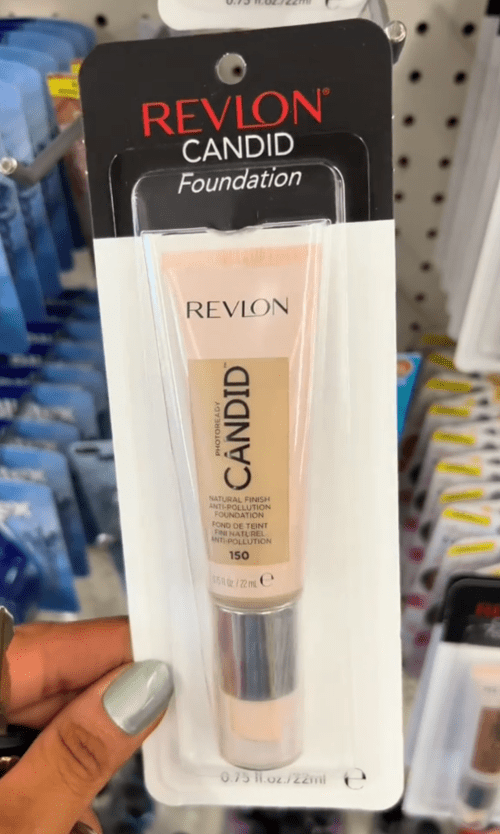 REVLON®
CANDID
Foundation
REVLON
PHOTOREADY
CANDID™
NATURAL FINISH
ANTI-POLLUTION
FOUNDATION
FOND DE TEINT
FINI NATUREL
ANTI-POLLUTION
150
0.75 fl oz / 22 mL e
0.75 fl.oz./22ml e